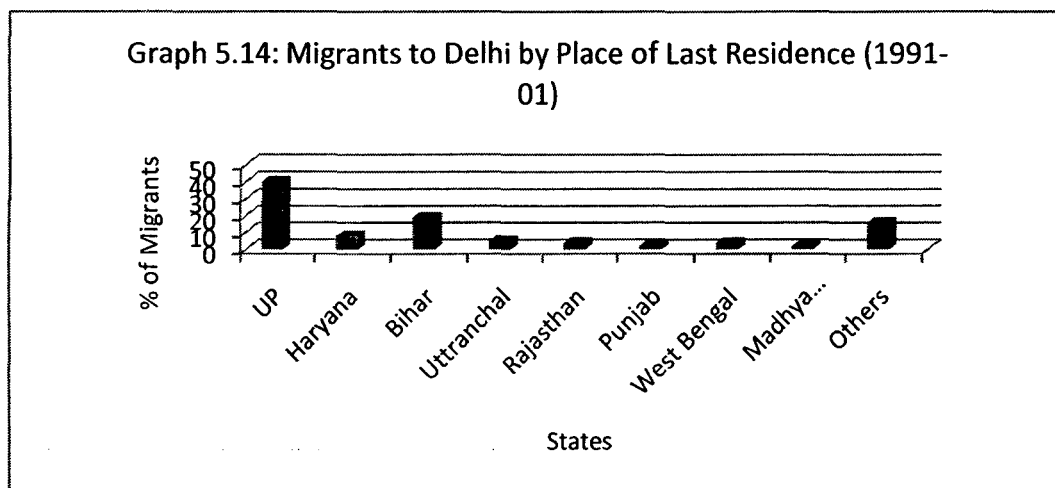 Graph 5.14: Migrants to Delhi by Place of Last Residence (1991-
01)
% of Migrants
50
40
30
20
10
0
UP
Haryana
Bihar
Uttranchal
Rajasthan
Punjab
West Bengal
Madhya...
Others
States